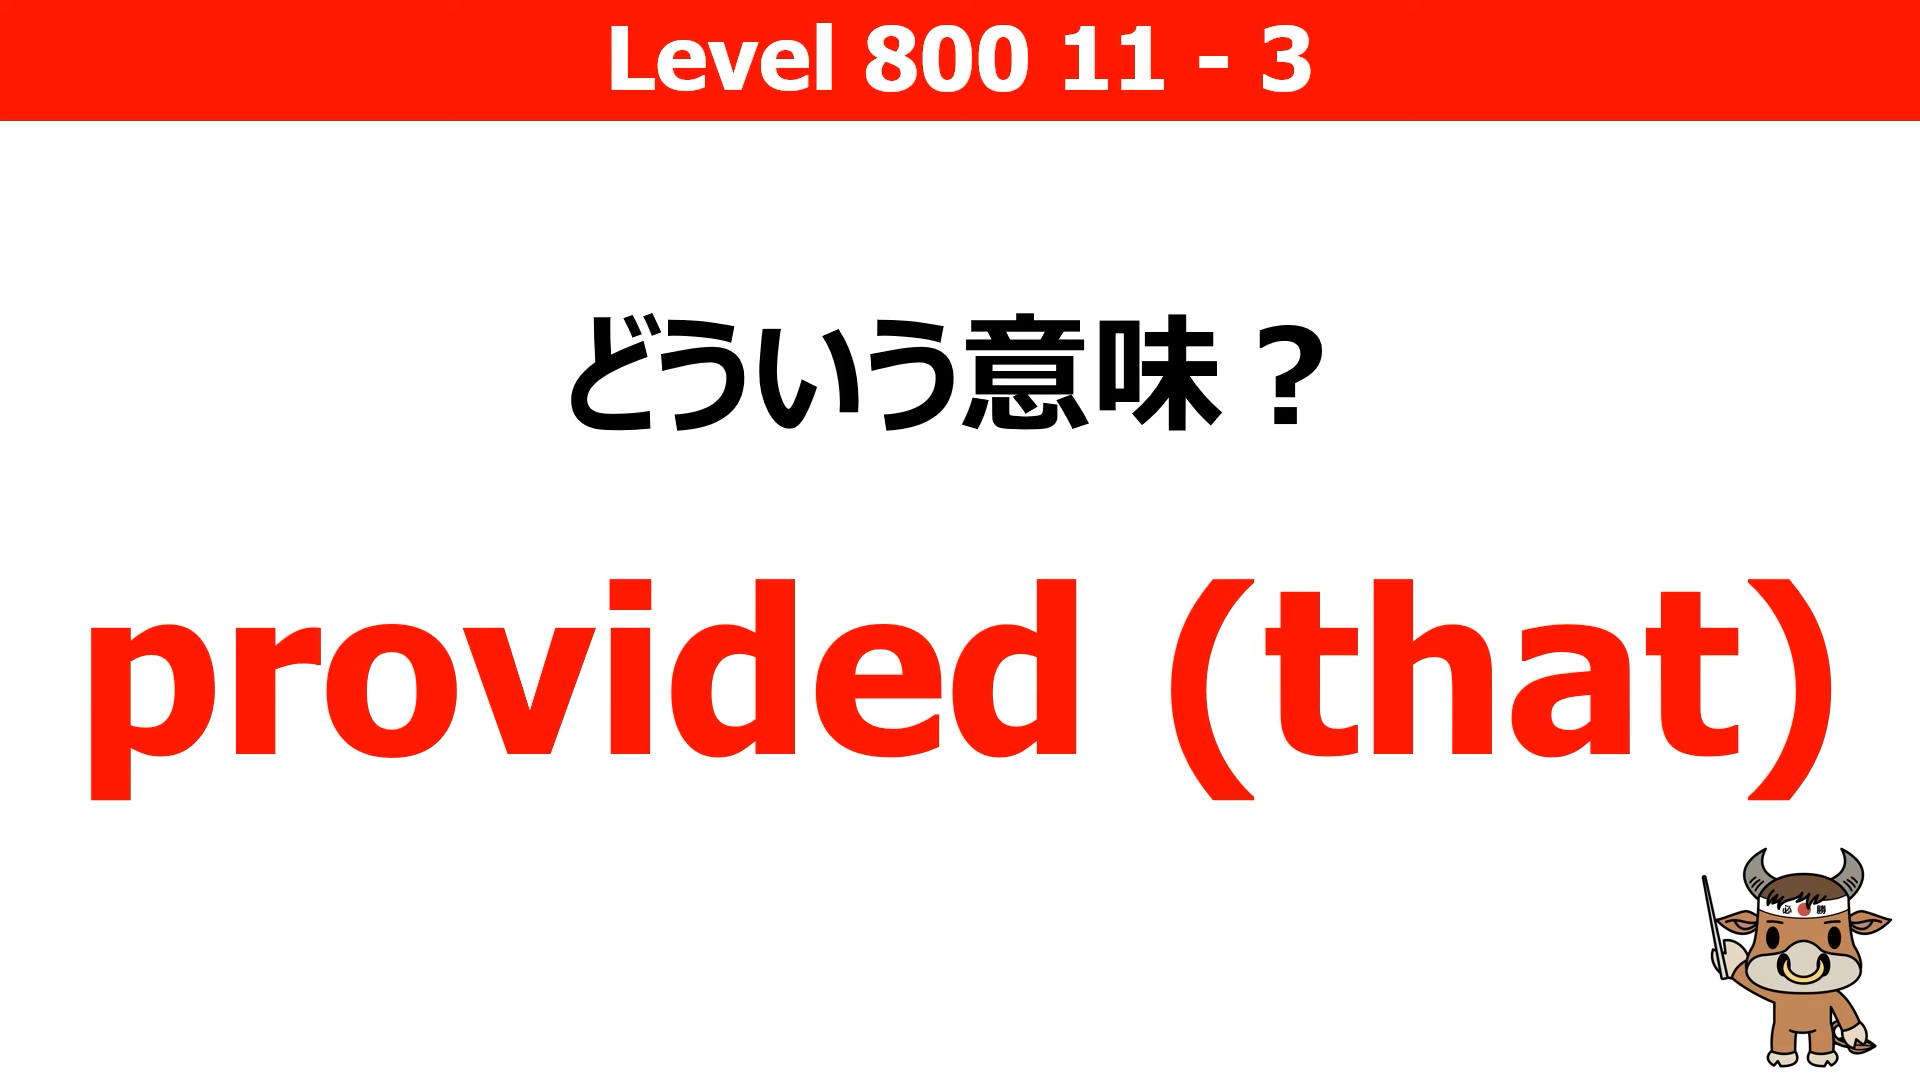 Level 800 11 - 3
どういう意味？
provided (that)
必 勝